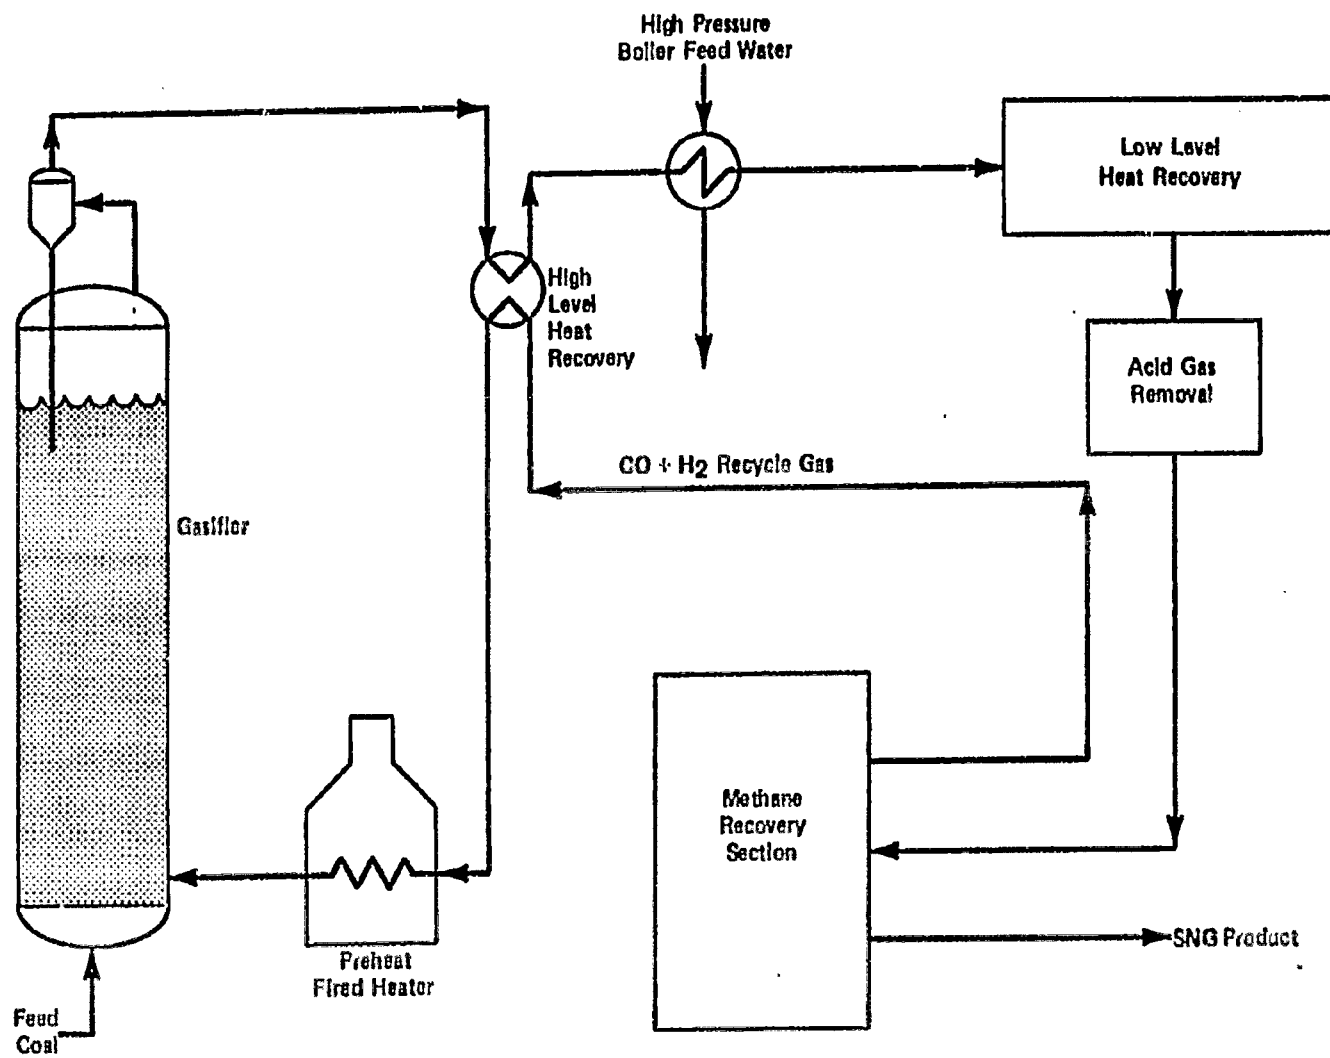 High Pressure
Boiler Feed Water
Low Level
Heat Recovery
High
Level
Heat
Recovery
Acid Gas
Removal
CO + H2 Recycle Gas
Gasifier
Methane
Recovery
Section
SNG Product
Preheat
Fired Heater
Feed
Coal